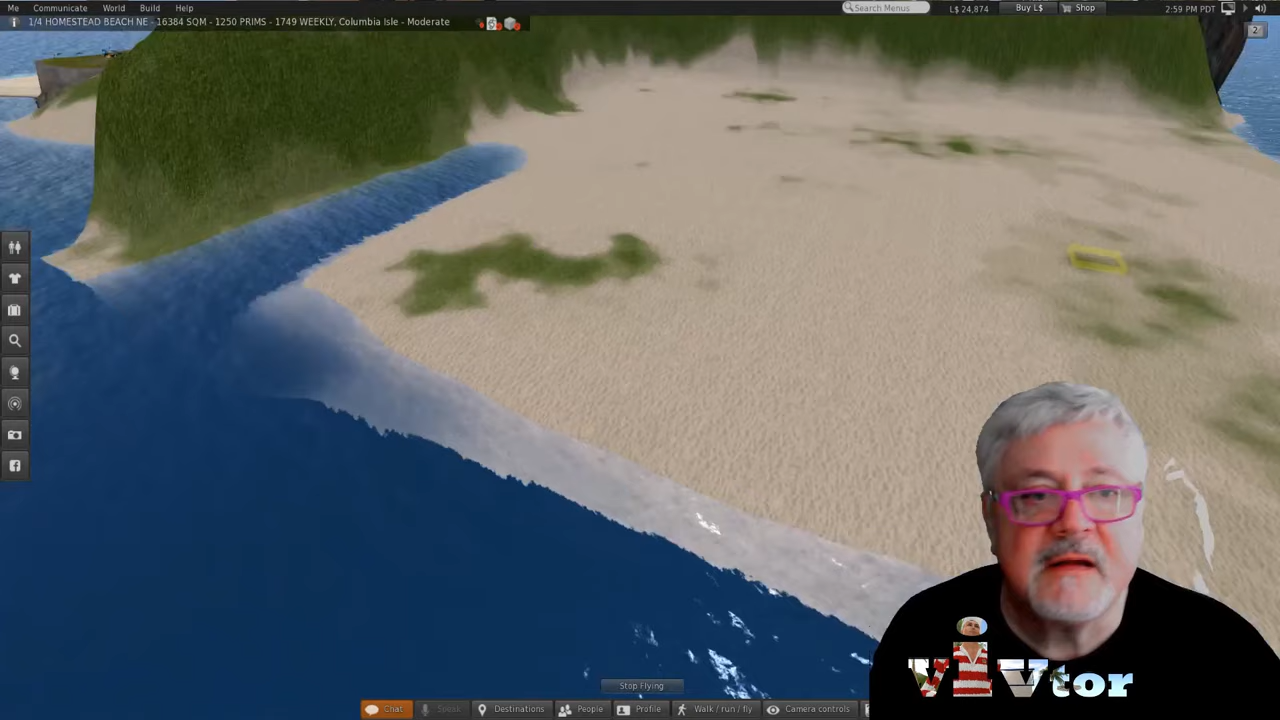 Me Communicate World Build Help Search Menus L$ 24,874 Buy L$ Shop 2:59 PM PDT
1/4 HOMESTEAD BEACH NE - 16384 SQM - 1250 PRIMS - 1749 WEEKLY, Columbia Isle - Moderate
2
viVtor
Stop Flying
Chat Speak Destinations People Profile Walk / run / fly Camera controls